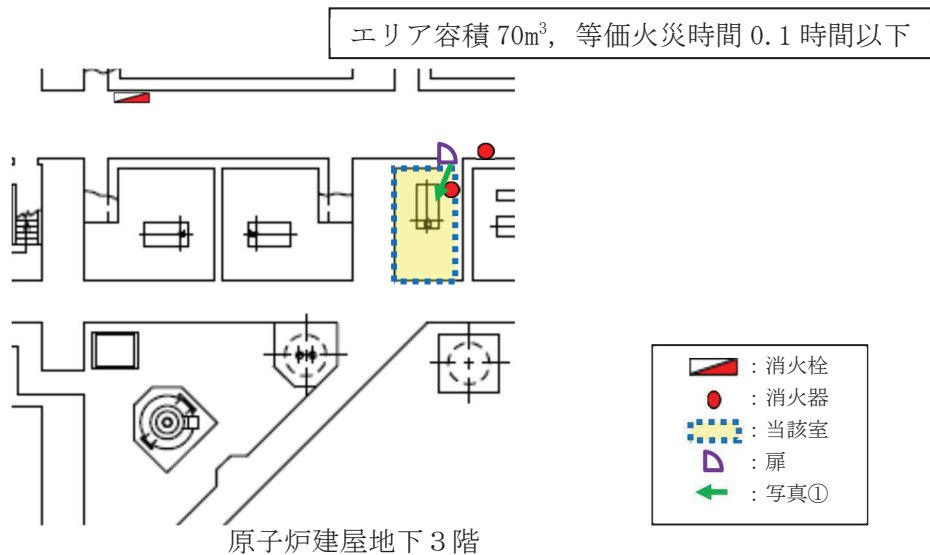 エリア容積 70m³, 等価火災時間 0.1 時間以下
：消火栓
：消火器
：当該室
：扉
：写真①
原子炉建屋地下３階